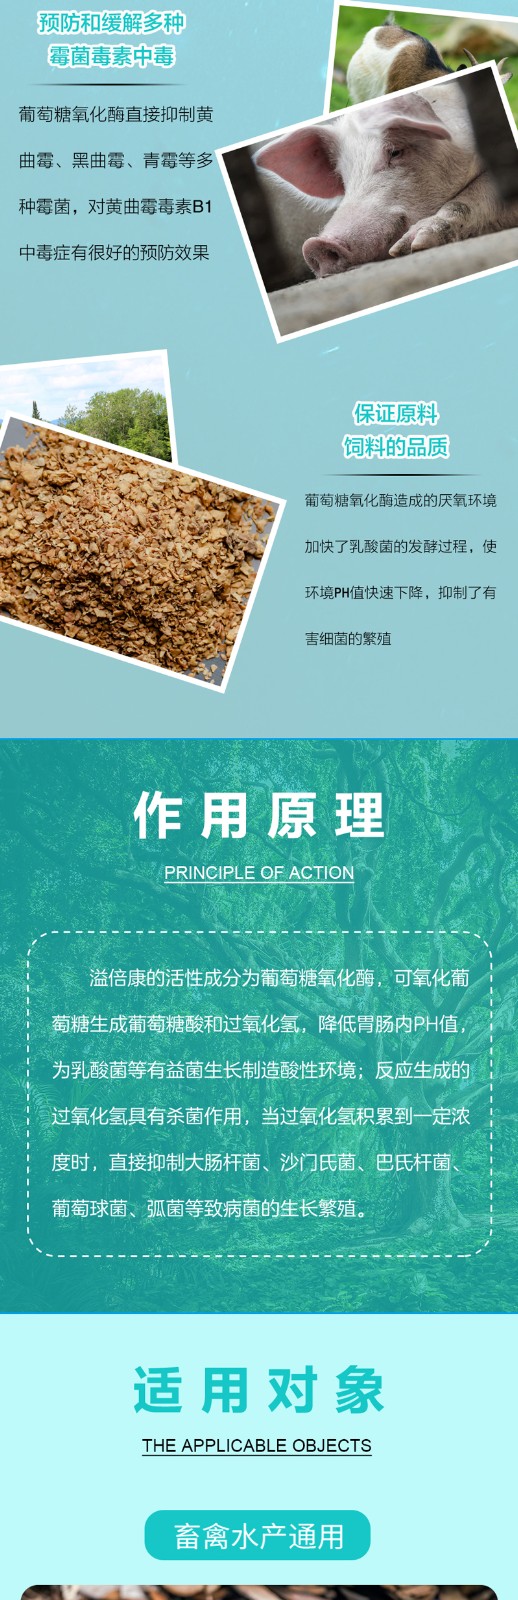 预防和缓解多种
霉菌毒素中毒
葡萄糖氧化酶直接抑制黄
曲霉、黑曲霉、青霉等多
种霉菌，对黄曲霉毒素B1
中毒症有很好的预防效果
保证原料
饲料的品质
葡萄糖氧化酶造成的厌氧环境
加快了乳酸菌的发酵过程，使
环境PH值快速下降，抑制了有
害细菌的繁殖
作用原理
PRINCIPLE OF ACTION
溢倍康的活性成分为葡萄糖氧化酶，可氧化葡
萄糖生成葡萄糖酸和过氧化氢，降低胃肠内PH值，
为乳酸菌等有益菌生长制造酸性环境；反应生成的
过氧化氢具有杀菌作用，当过氧化氢积累到一定浓
度时，直接抑制大肠杆菌、沙门氏菌、巴氏杆菌、
葡萄球菌、弧菌等致病菌的生长繁殖。
适用对象
THE APPLICABLE OBJECTS
畜禽水产通用